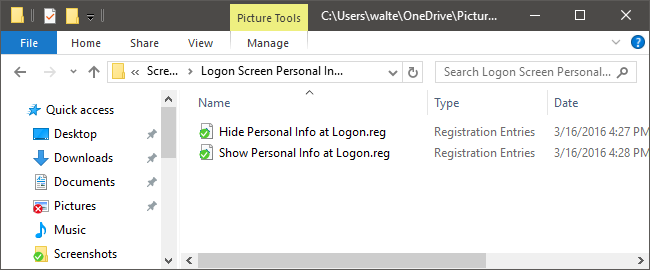 Picture Tools
C:\Users\walte\OneDrive\Pictur...
File Home Share View Manage
Scre... Logon Screen Personal In...
Search Logon Screen Personal...
Quick access
Desktop
Downloads
Documents
Pictures
Music
Screenshots
Name Type Date
Hide Personal Info at Logon.reg Registration Entries 3/16/2016 4:27 PM
Show Personal Info at Logon.reg Registration Entries 3/16/2016 4:28 PM